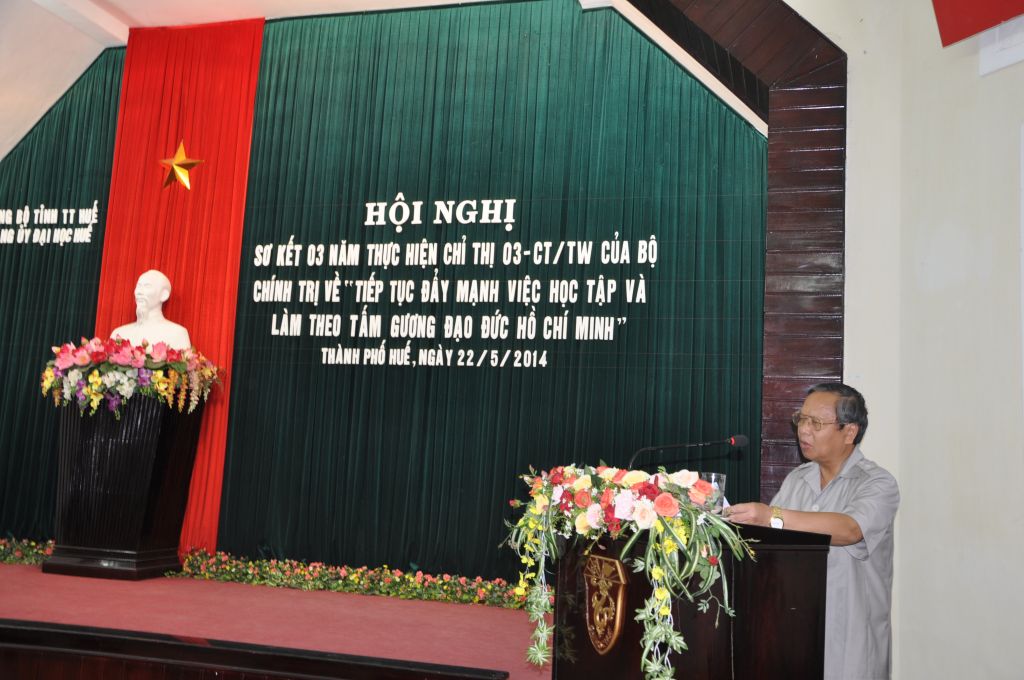 BỘ TỈNH TT HUẾ
ỦY ĐẠI HỌC HUẾ
HỘI NGHỊ
SƠ KẾT 03 NĂM THỰC HIỆN CHỈ THỊ 03-CT/TW CỦA BỘ
CHÍNH TRỊ VỀ "TIẾP TỤC ĐẨY MẠNH VIỆC HỌC TẬP VÀ
LÀM THEO TẤM GƯƠNG ĐẠO ĐỨC HỒ CHÍ MINH"
THÀNH PHỐ HUẾ, NGÀY 22/5/2014